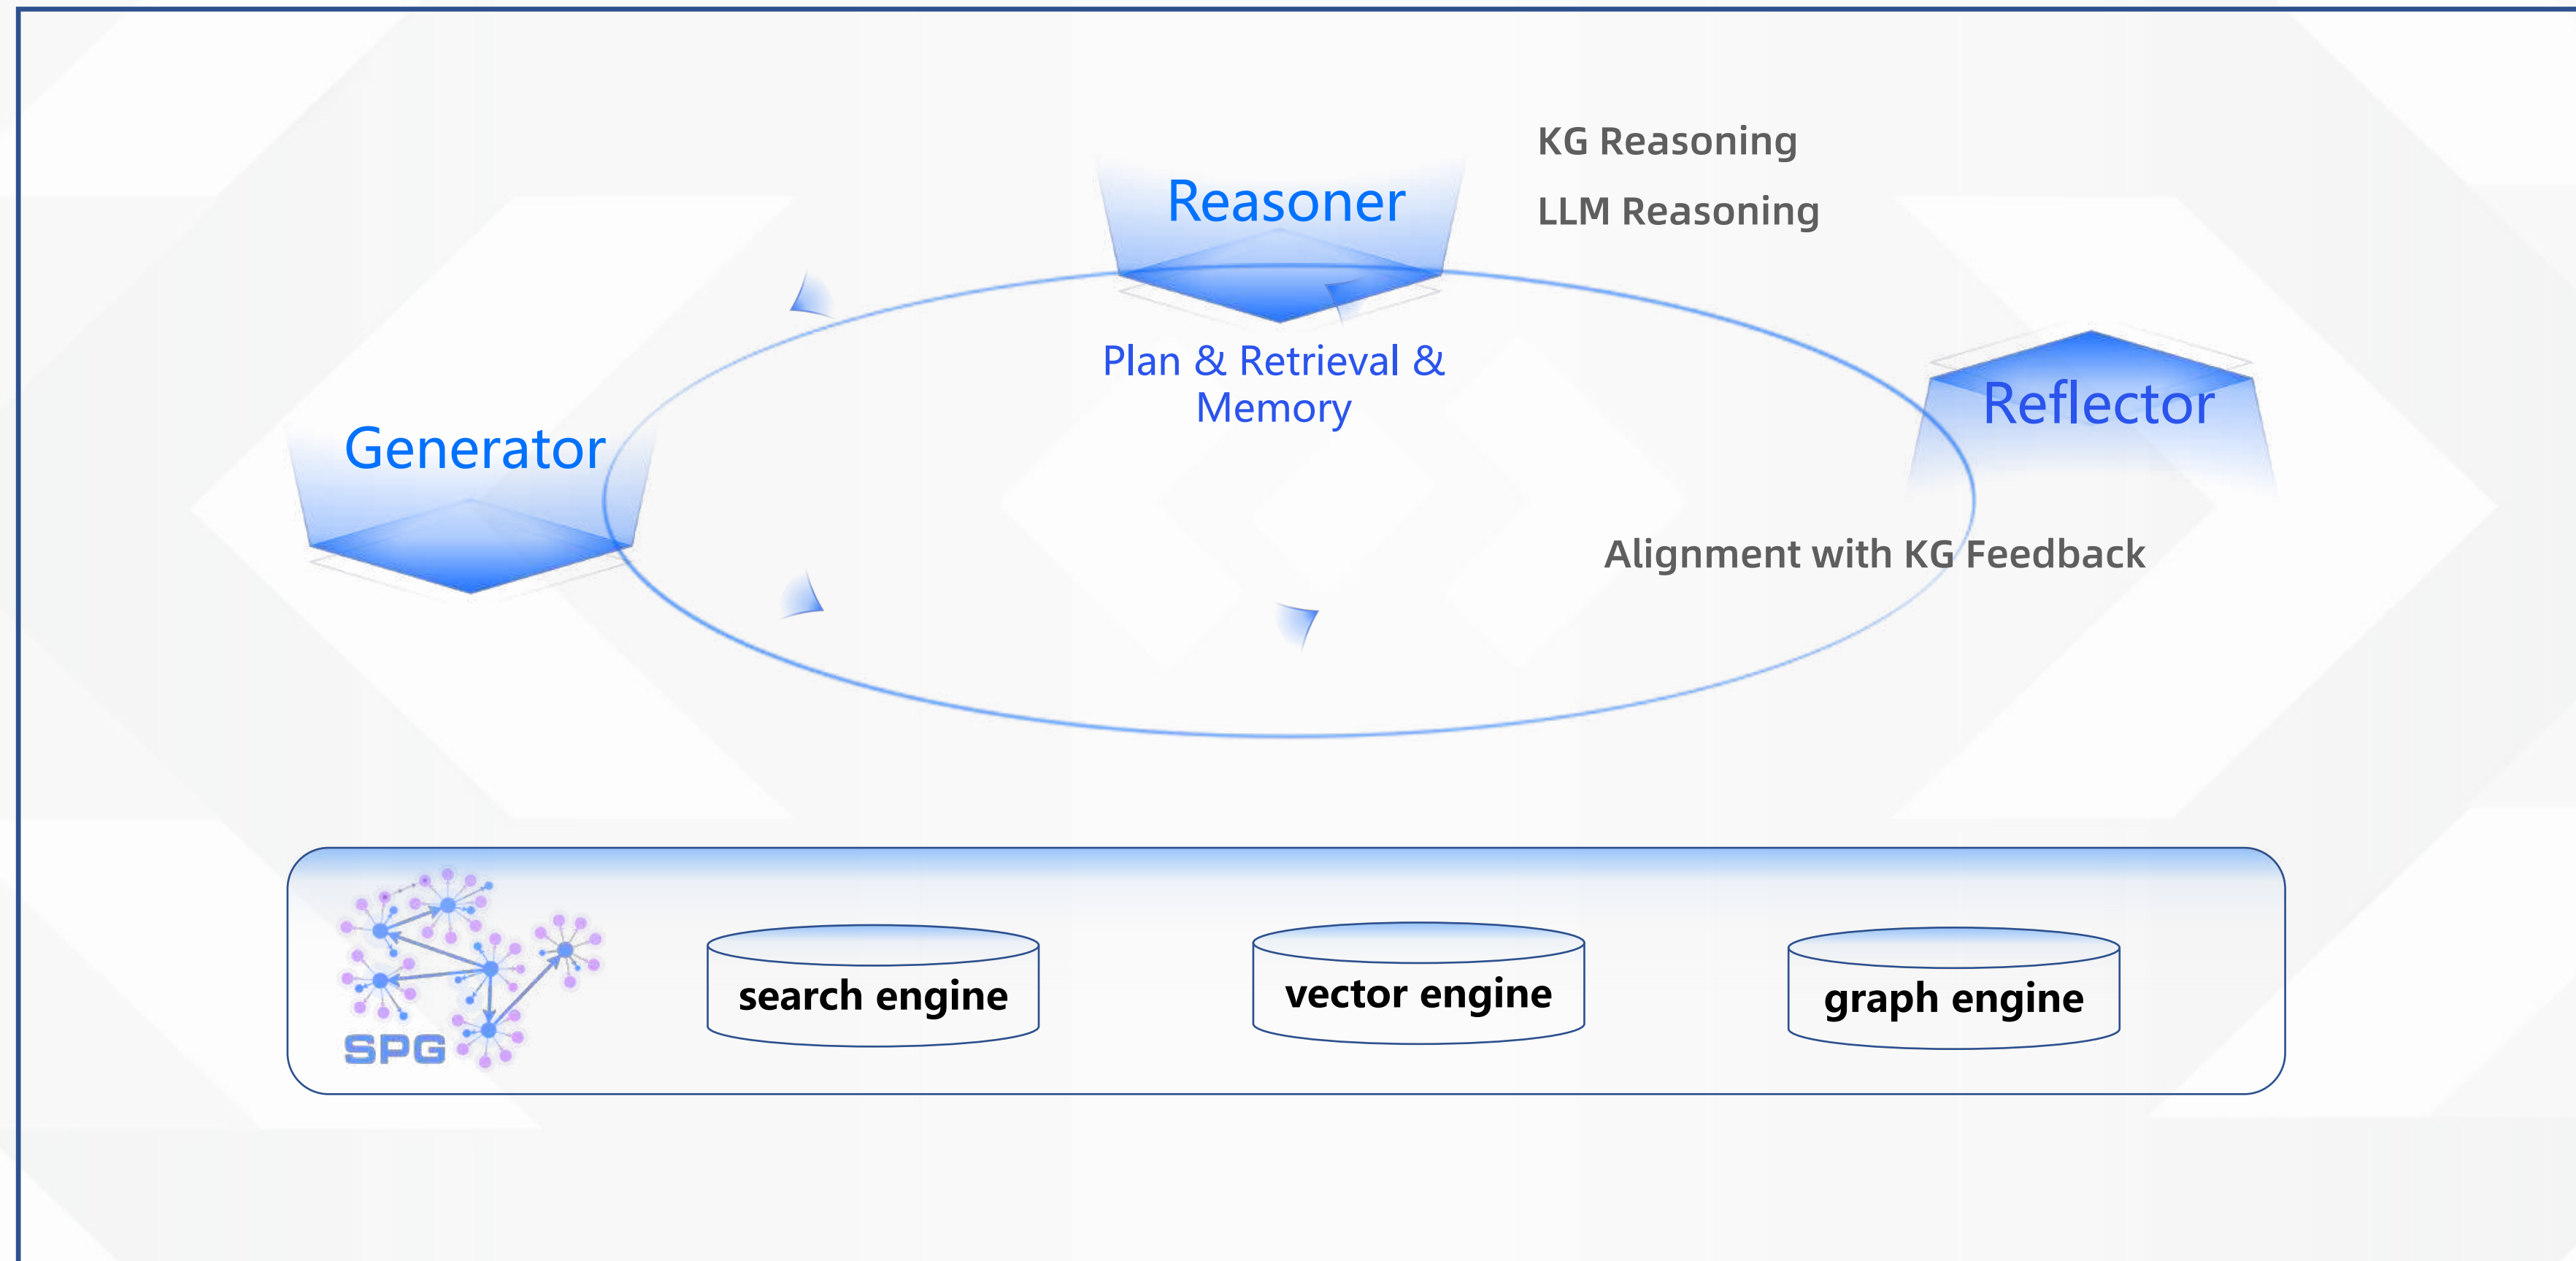 KG Reasoning
Reasoner
LLM Reasoning
Plan & Retrieval &
Memory
Reflector
Generator
Alignment with KG Feedback
SPG
search engine
vector engine
graph engine